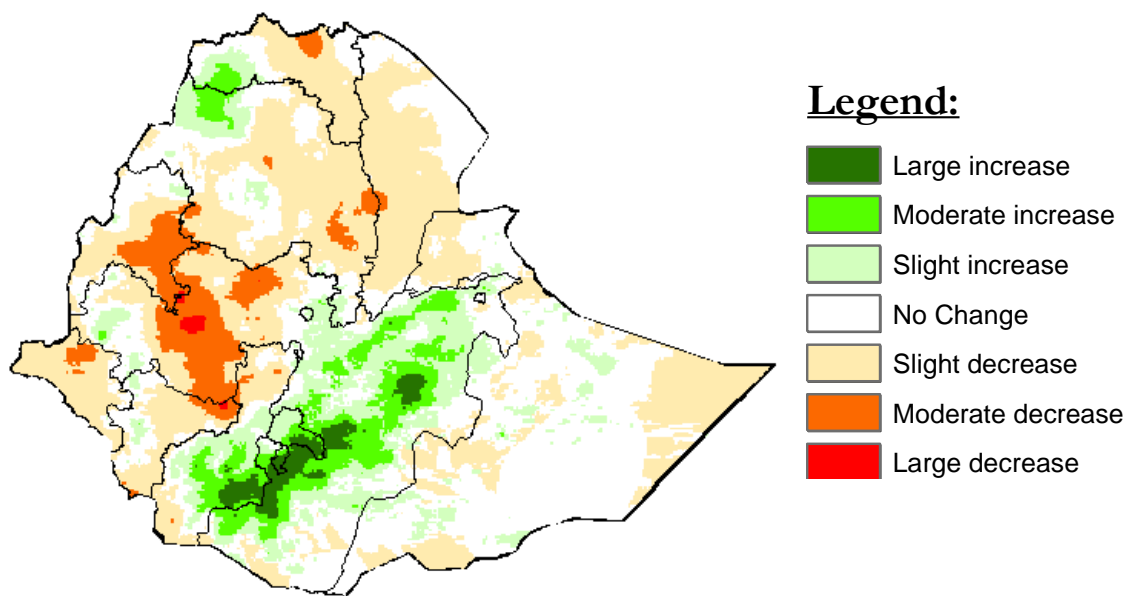 Legend:
Large increase
Moderate increase
Slight increase
No Change
Slight decrease
Moderate decrease
Large decrease